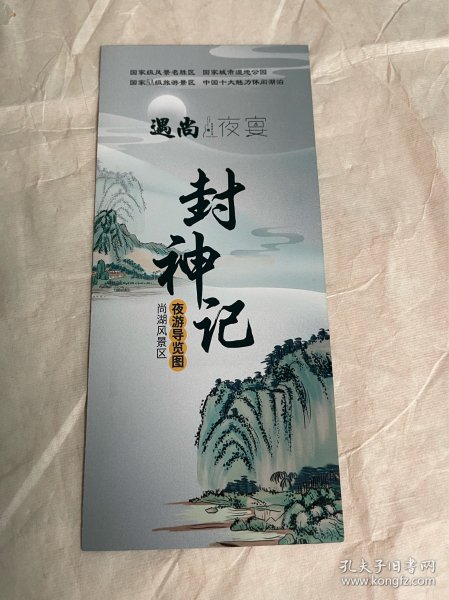 国家级风景名胜区 国家城市湿地公园
国家5A级旅游景区 中国十大魅力休闲湖泊
遇尚 夜宴
封神记
夜游导览图
尚湖风景区
孔夫子旧书网
www.kongfz.com